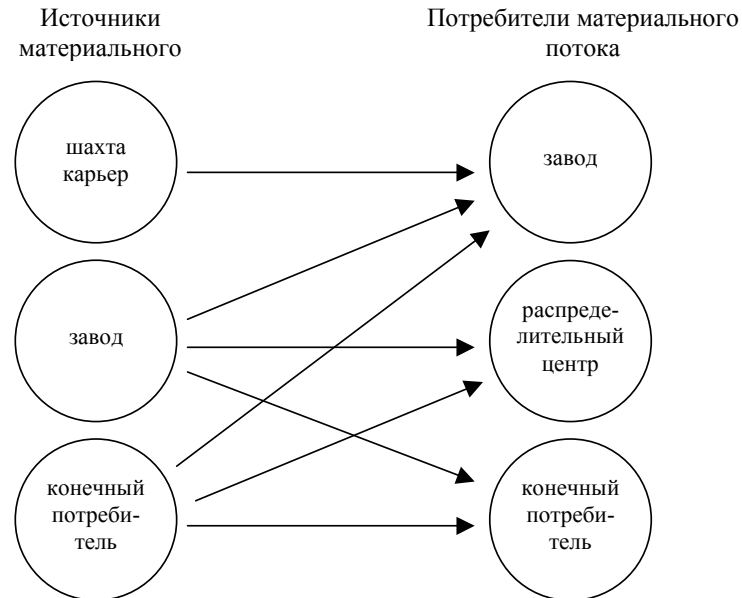 Источники
материального
Потребители материального
потока
шахта
карьер
завод
завод
распреде-
лительный
центр
конечный
потреби-
тель
конечный
потреби-
тель